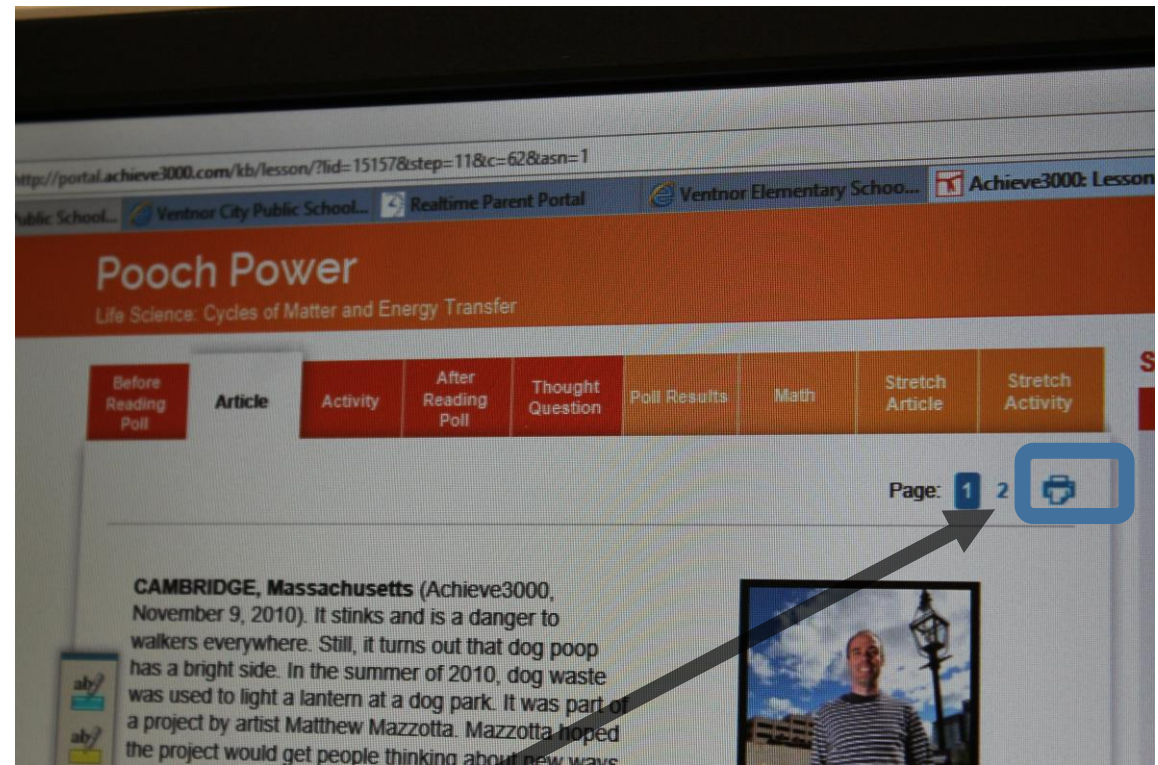 http://portal.achieve3000.com/kb/lesson/?lid=15157&step=11&c=62&asn=1
Public School... Ventnor City Public School... Realtime Parent Portal Ventnor Elementary Schoo... Achieve3000: Lesson
Pooch Power
Life Science: Cycles of Matter and Energy Transfer
Before Reading Poll
Article
Activity
After Reading Poll
Thought Question
Poll Results
Math
Stretch Article
Stretch Activity
S
Page: 1 2
CAMBRIDGE, Massachusetts (Achieve3000,
November 9, 2010). It stinks and is a danger to
walkers everywhere. Still, it turns out that dog poop
has a bright side. In the summer of 2010, dog waste
was used to light a lantern at a dog park. It was part of
a project by artist Matthew Mazzotta. Mazzotta hoped
the project would get people thinking about new ways
ab
ab